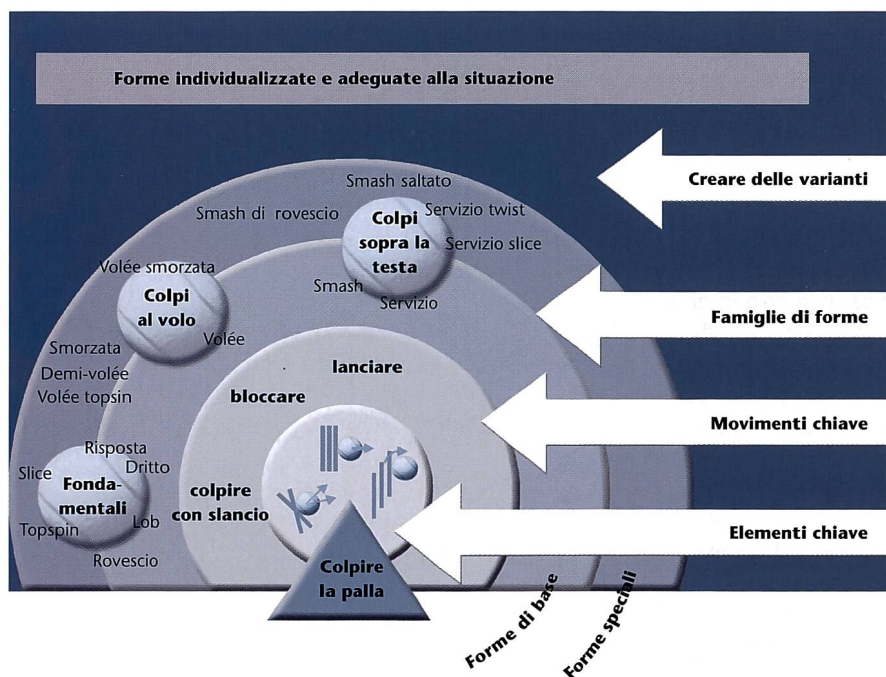 Forme individualizzate e adeguate alla situazione
Creare delle varianti
Smash saltato
Smash di rovescio
Colpi
sopra la
testa
Servizio twist
Servizio slice
Smash
Servizio
Volée smorzata
Colpi
al volo
Volée
Smorzata
Demi-volée
Volée topsin
Famiglie di forme
lanciare
bloccare
Movimenti chiave
Risposta
Dritto
Slice
Fonda-
mentali
Topspin
Lob
Rovescio
colpire
con slancio
Elementi chiave
Colpire
la palla
Forme di base
Forme speciali